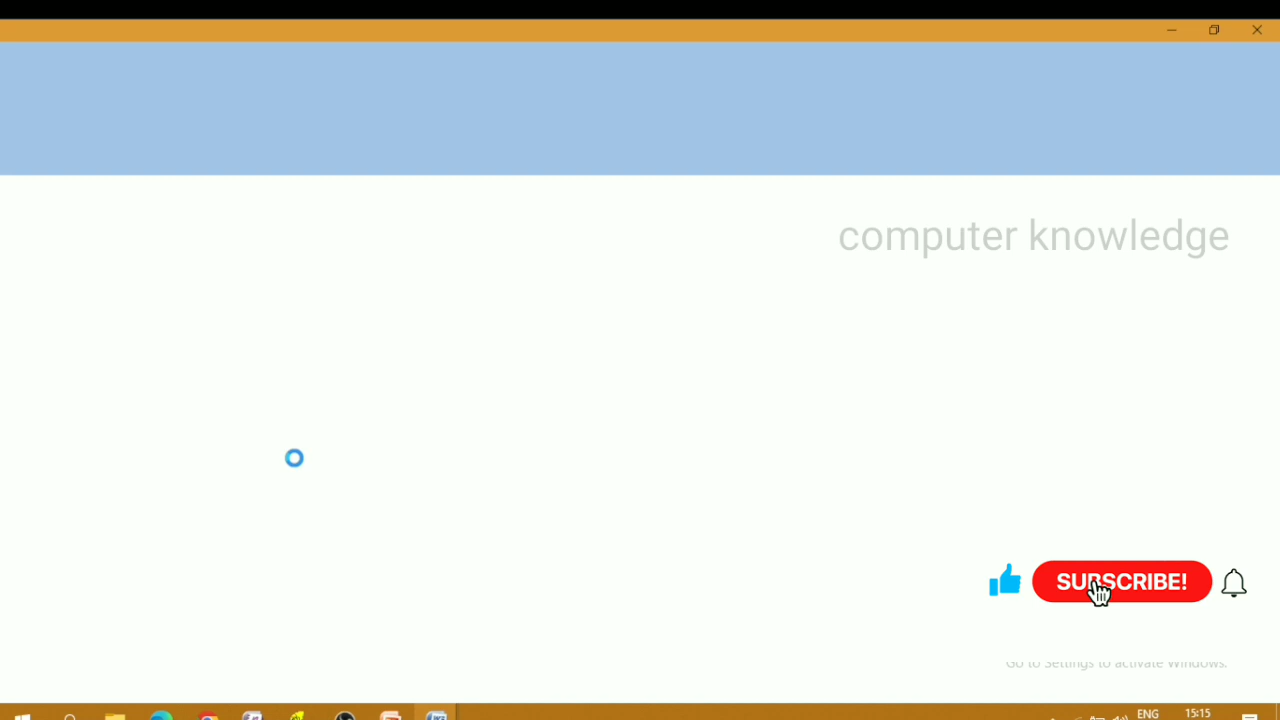 computer knowledge
SUBSCRIBE!
Go to Settings to activate Windows.
ENG
15:15